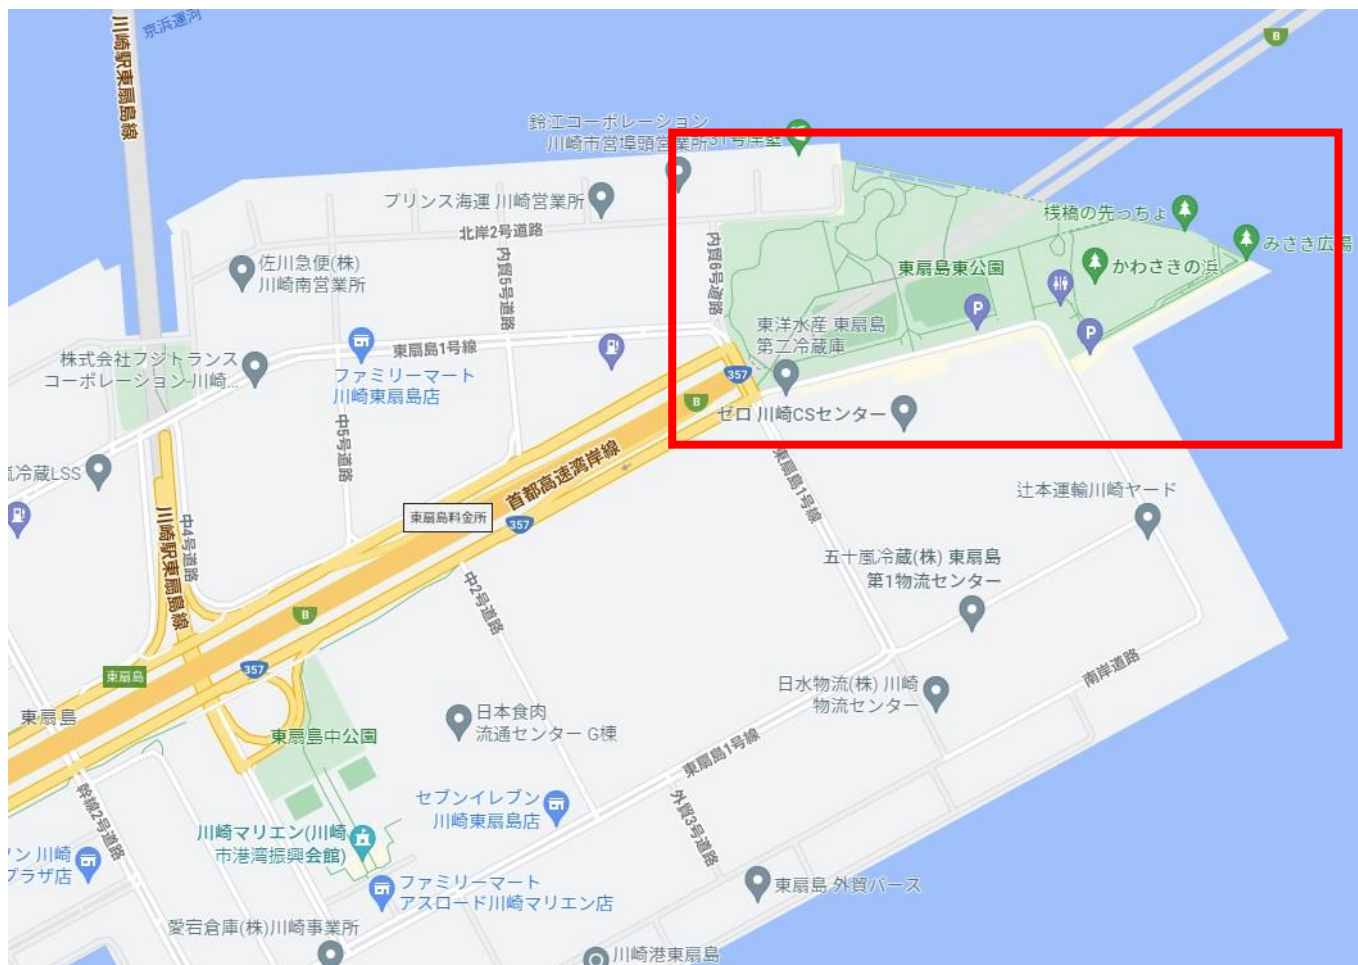 京浜運河
川崎駅東扇島線
B
鈴江コーポレーション
川崎市営埠頭営業所
31号岸壁
プリンス海運 川崎営業所
北岸2号道路
内貿5号道路
内貿6号道路
佐川急便(株)
川崎南営業所
桟橋の先っちょ
みさき広場
東扇島東公園
かわさきの浜
P
P
東洋水産 東扇島
第二冷蔵庫
東扇島1号線
株式会社フジトランス
コーポレーション川崎...
ファミリーマート
川崎東扇島店
357
B
ゼロ 川崎CSセンター
中5号道路
首都高速湾岸線
冷蔵LSS
東扇島料金所
357
東扇島1号線
辻本運輸川崎ヤード
川崎駅東扇島線
中4号道路
五十嵐冷蔵(株) 東扇島
第1物流センター
中2号道路
B
357
東扇島
東扇島
日水物流(株) 川崎
物流センター
南岸道路
日本食肉
流通センター G棟
東扇島中公園
東扇島1号線
幹線2号道路
セブンイレブン
川崎東扇島店
外貿3号道路
川崎マリエン(川崎
市港湾振興会館)
ン 川崎
プラザ店
ファミリーマート
アスロード川崎マリエン店
東扇島 外貿バース
愛宕倉庫(株)川崎事業所
川崎港東扇島